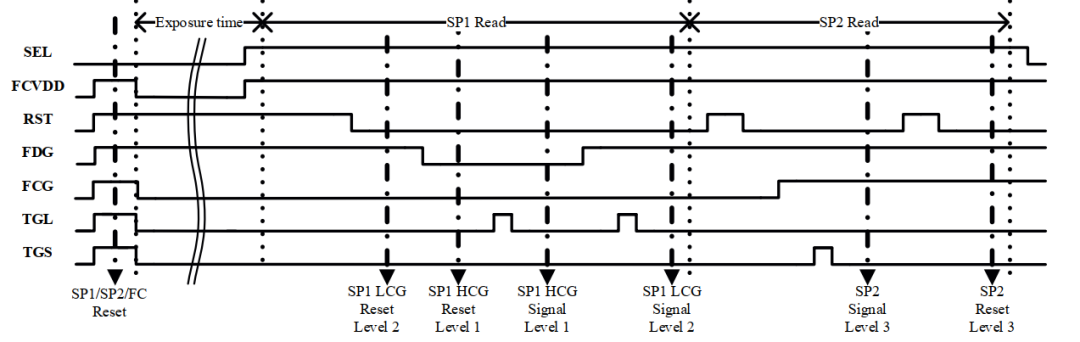 Exposure time SP1 Read SP2 Read
SEL
FCVDD
RST
FDG
FCG
TGL
TGS
SP1/SP2/FC
Reset
SP1 LCG
Reset
Level 2
SP1 HCG
Reset
Level 1
SP1 HCG
Signal
Level 1
SP1 LCG
Signal
Level 2
SP2
Signal
Level 3
SP2
Reset
Level 3